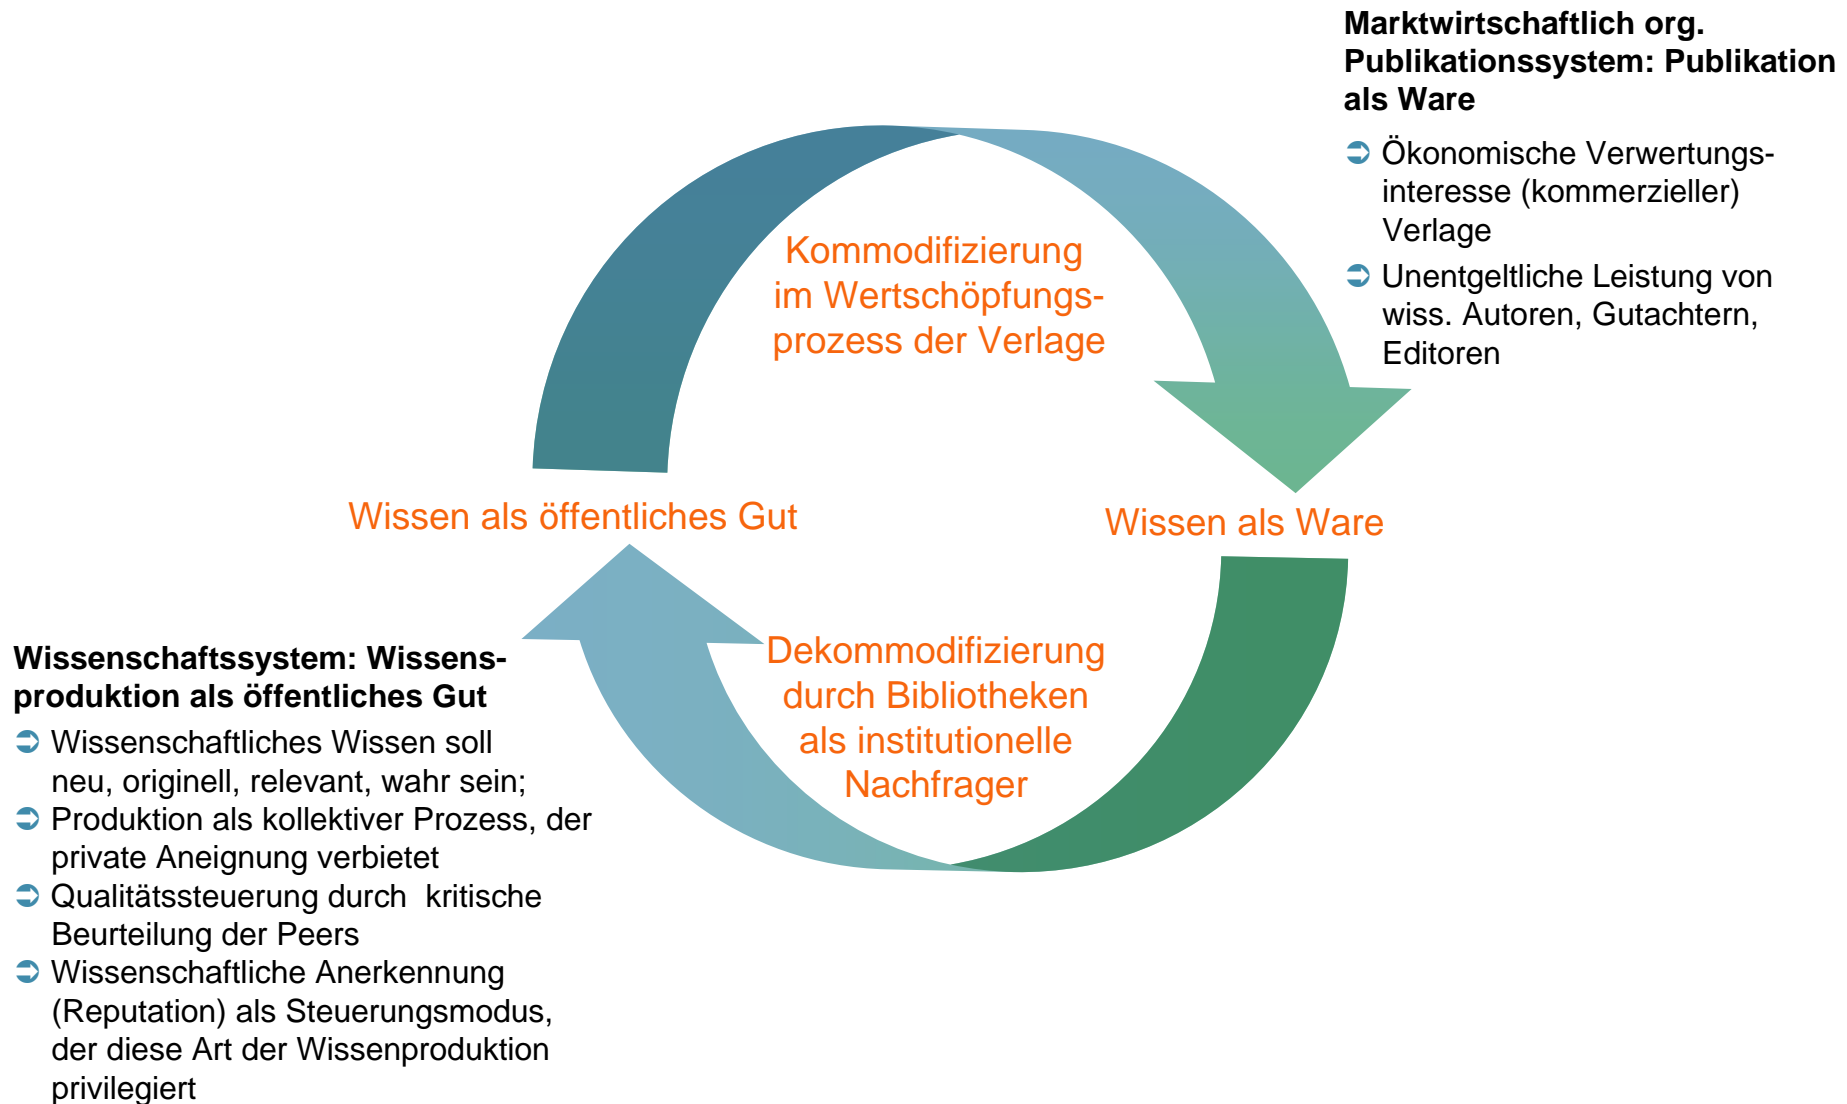 Marktwirtschaftlich org.
Publikationssystem: Publikation
als Ware
Ökonomische Verwertungs-
interesse (kommerzieller)
Verlage
Unentgeltliche Leistung von
wiss. Autoren, Gutachtern,
Editoren
Kommodifizierung
im Wertschöpfungs-
prozess der Verlage
Wissen als öffentliches Gut
Wissen als Ware
Dekommodifizierung
durch Bibliotheken
als institutionelle
Nachfrager
Wissenschaftssystem: Wissens-
produktion als öffentliches Gut
Wissenschaftliches Wissen soll
neu, originell, relevant, wahr sein;
Produktion als kollektiver Prozess, der
private Aneignung verbietet
Qualitätssteuerung durch  kritische
Beurteilung der Peers
Wissenschaftliche Anerkennung
(Reputation) als Steuerungsmodus,
der diese Art der Wissenproduktion
privilegiert